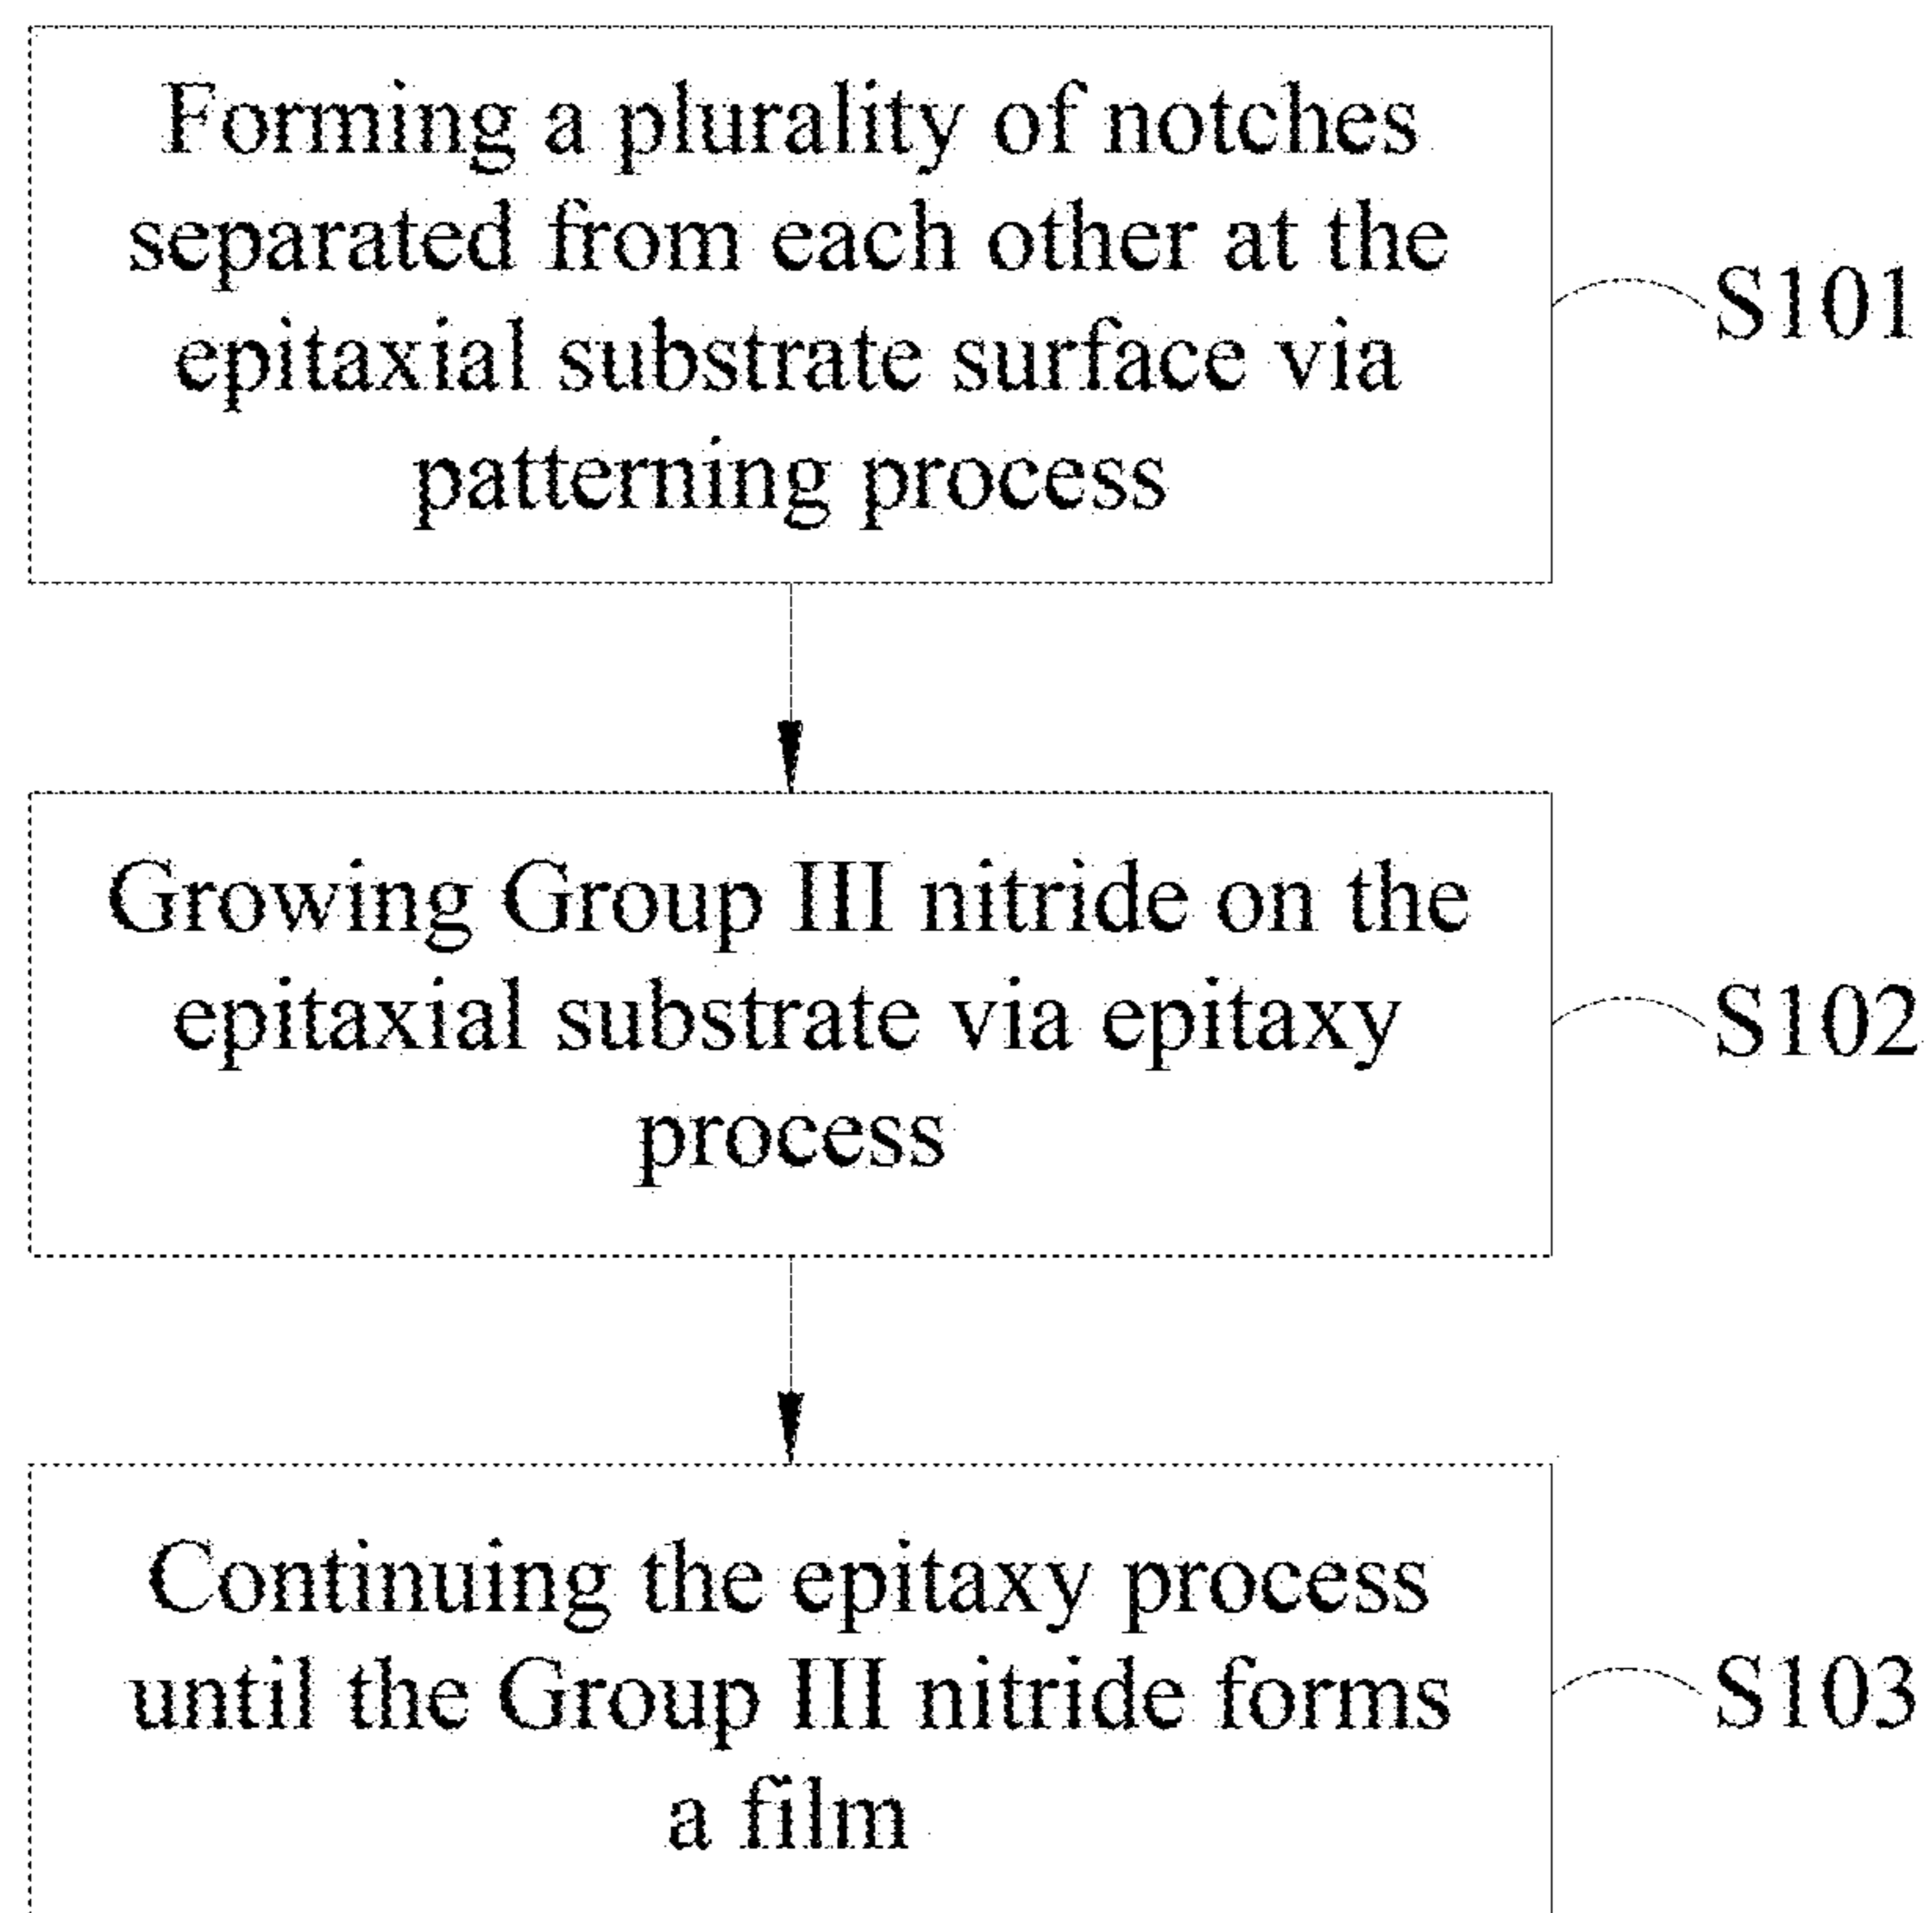 Forming a plurality of notches
separated from each other at the
epitaxial substrate surface via
patterning process
S101
Growing Group III nitride on the
epitaxial substrate via epitaxy
process
S102
Continuing the epitaxy process
until the Group III nitride forms
a film
S103